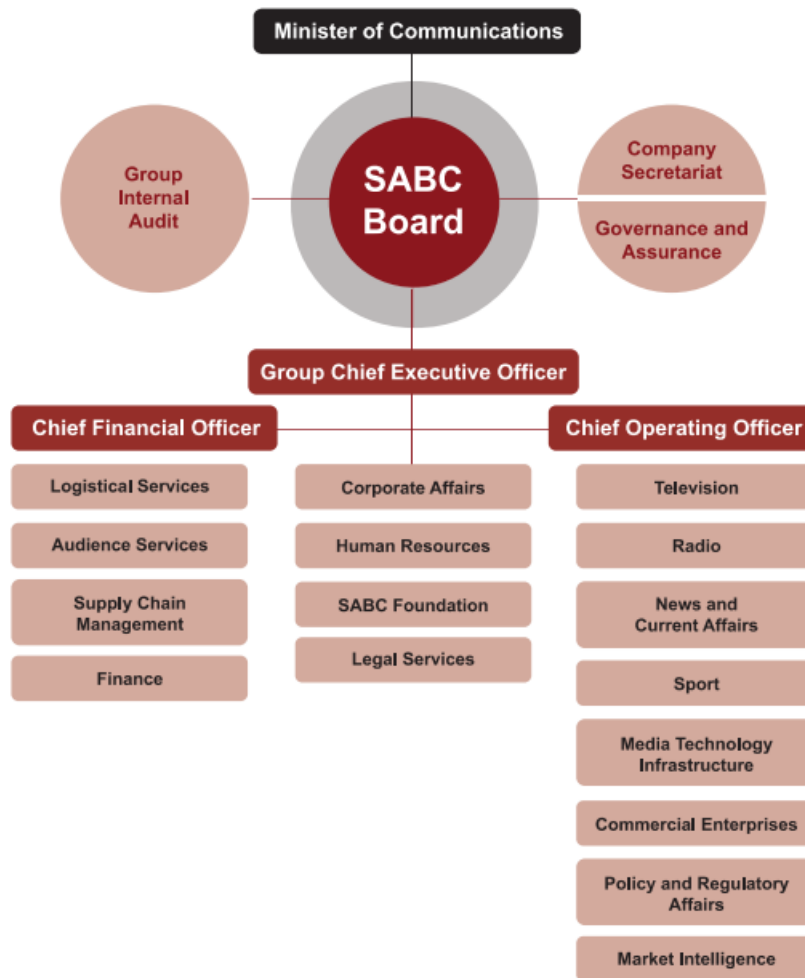 Minister of Communications
Group
Internal
Audit
SABC
Board
Company
Secretariat
Governance and
Assurance
Group Chief Executive Officer
Chief Financial Officer
Logistical Services
Audience Services
Supply Chain
Management
Finance
Corporate Affairs
Human Resources
SABC Foundation
Legal Services
Chief Operating Officer
Television
Radio
News and
Current Affairs
Sport
Media Technology
Infrastructure
Commercial Enterprises
Policy and Regulatory
Affairs
Market Intelligence